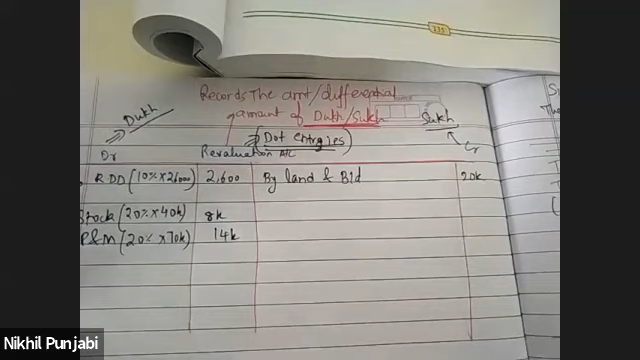 135
Records The amt/differential
amount of Dukh/Sukh
Dukh
Sukh
(Dot entries)
Dr
Revaluation A/C
Cr
RDD (10% x 26000) 2,600 By land & Bld 20k
Stock (20% x 40k) 8k
P&M (20% x 70k) 14k
Nikhil Punjabi